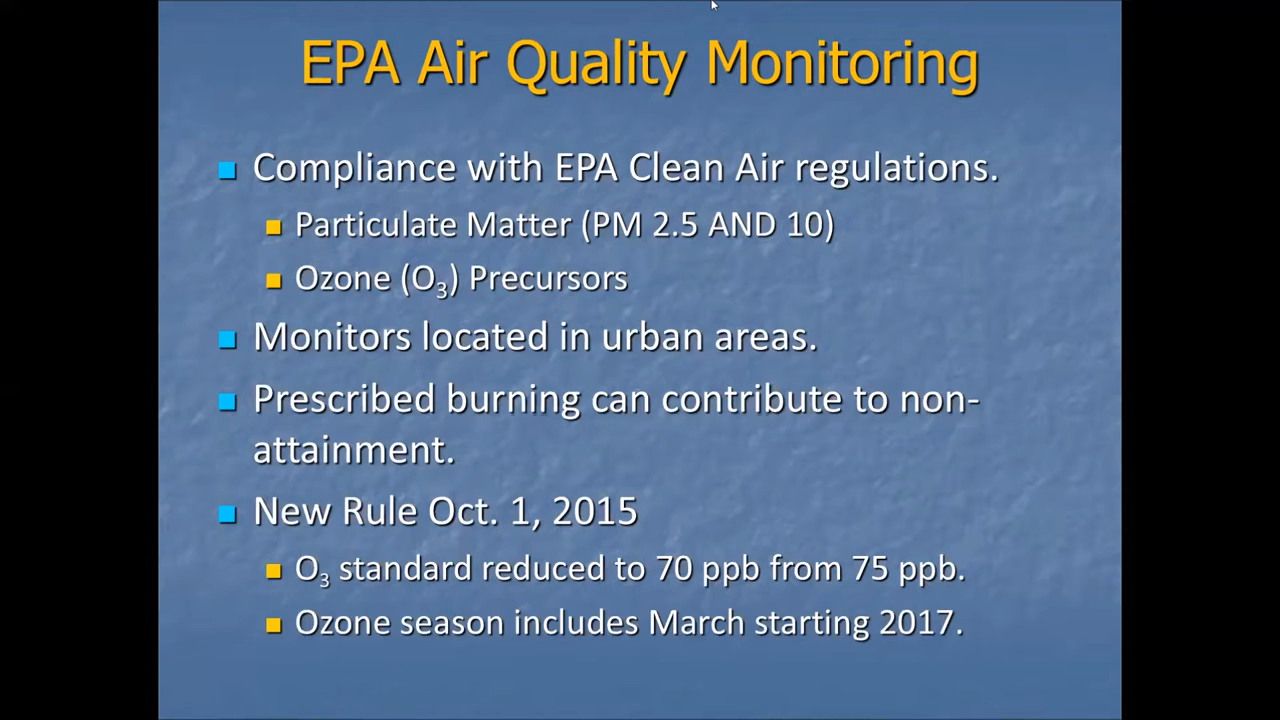 EPA Air Quality Monitoring
Compliance with EPA Clean Air regulations.
Particulate Matter (PM 2.5 AND 10)
Ozone (O₃) Precursors
Monitors located in urban areas.
Prescribed burning can contribute to non-
attainment.
New Rule Oct. 1, 2015
O₃ standard reduced to 70 ppb from 75 ppb.
Ozone season includes March starting 2017.